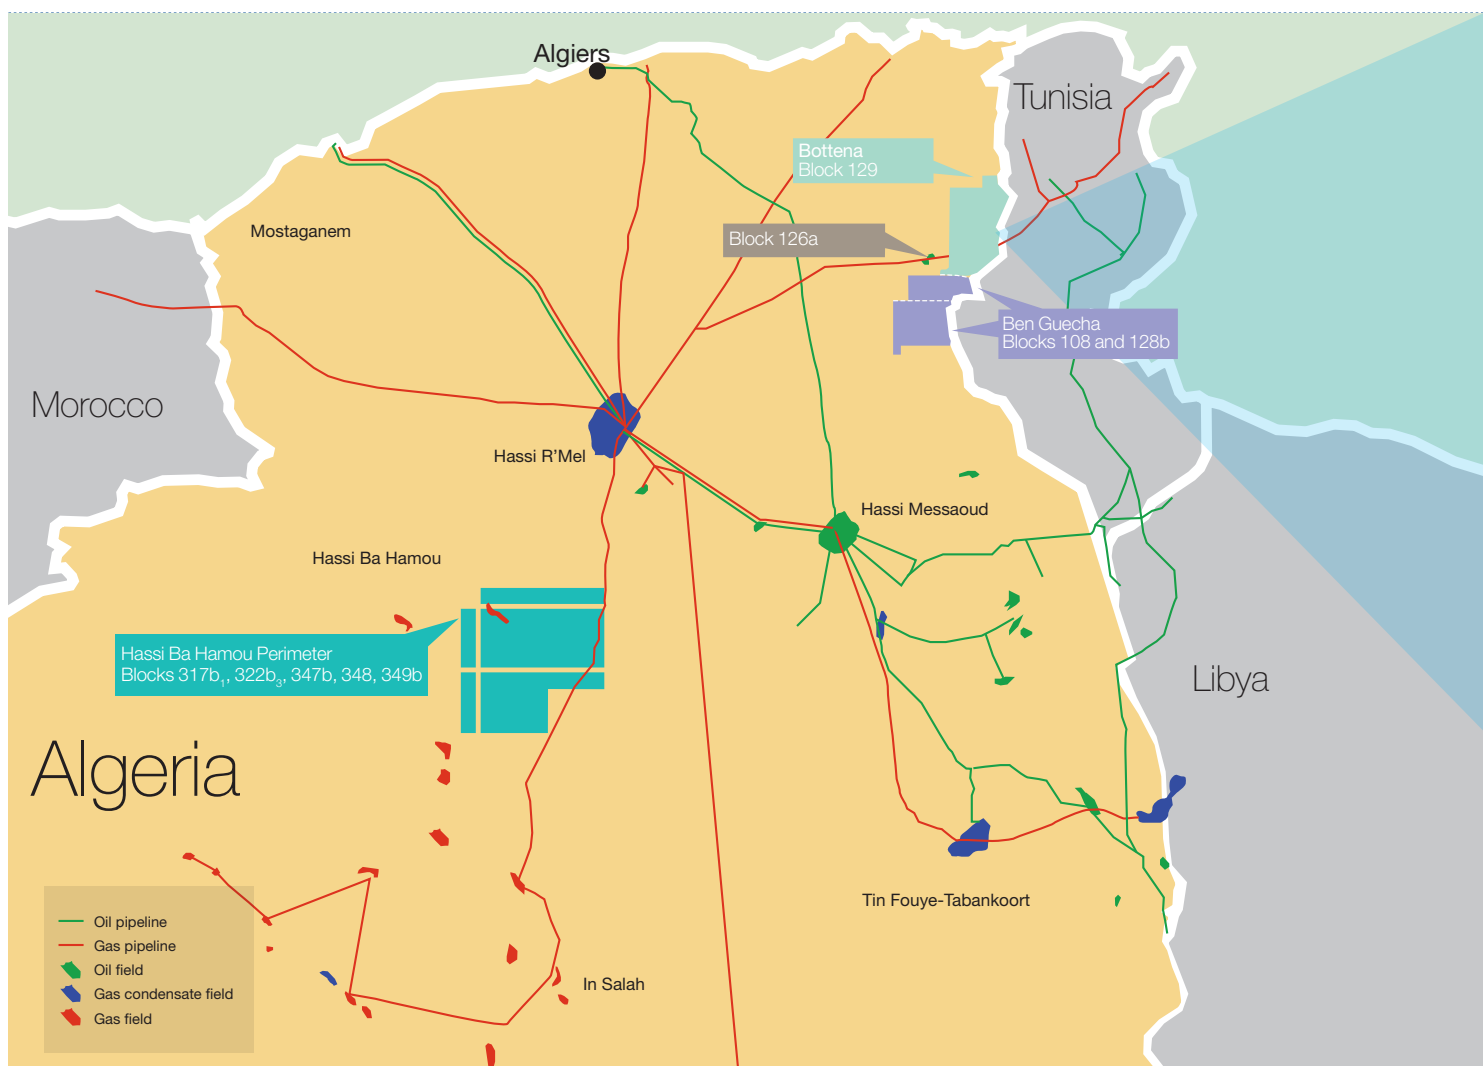 Algiers
Tunisia
Bottena
Block 129
Mostaganem
Block 126a
Ben Guecha
Blocks 108 and 128b
Morocco
Hassi R'Mel
Hassi Messaoud
Hassi Ba Hamou
Hassi Ba Hamou Perimeter
Blocks 317b1, 322b3, 347b, 348, 349b
Libya
Algeria
Tin Fouye-Tabankoort
Oil pipeline
Gas pipeline
Oil field
Gas condensate field
Gas field
In Salah